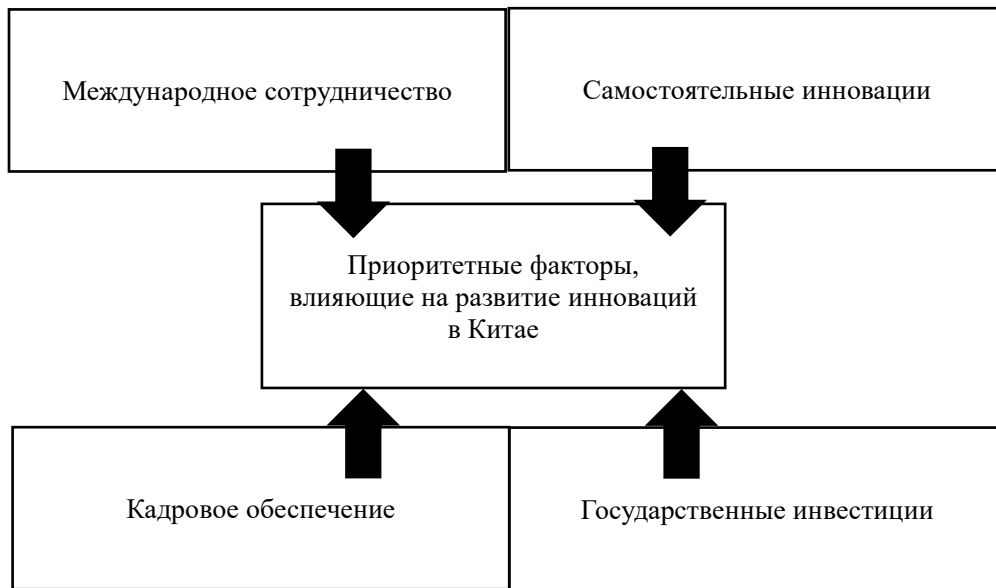 Международное сотрудничество
Самостоятельные инновации
Приоритетные факторы,
влияющие на развитие инноваций
в Китае
Кадровое обеспечение
Государственные инвестиции